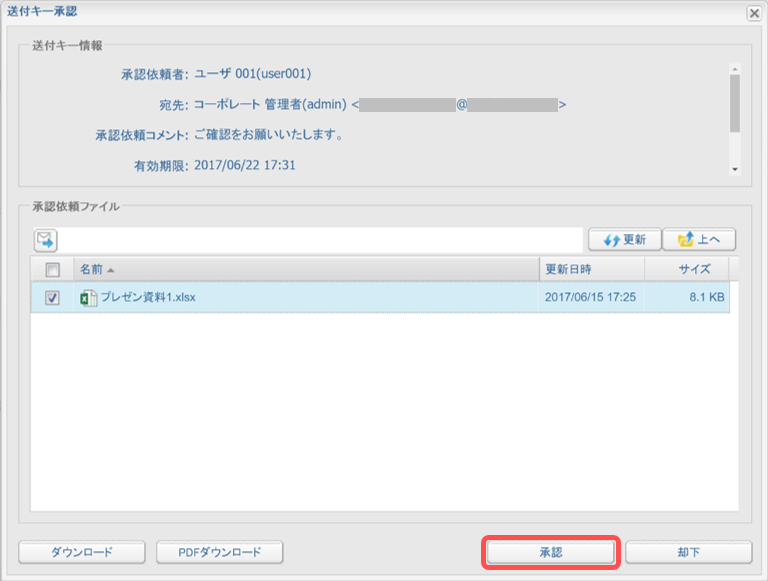 送付キー承認
送付キー情報
承認依頼者: ユーザ 001(user001)
宛先: コーポレート 管理者(admin) < @ >
承認依頼コメント: ご確認をお願いいたします。
有効期限: 2017/06/22 17:31
承認依頼ファイル
更新 上へ
名前 更新日時 サイズ
プレゼン資料1.xlsx 2017/06/15 17:25 8.1 KB
ダウンロード PDFダウンロード 承認 却下